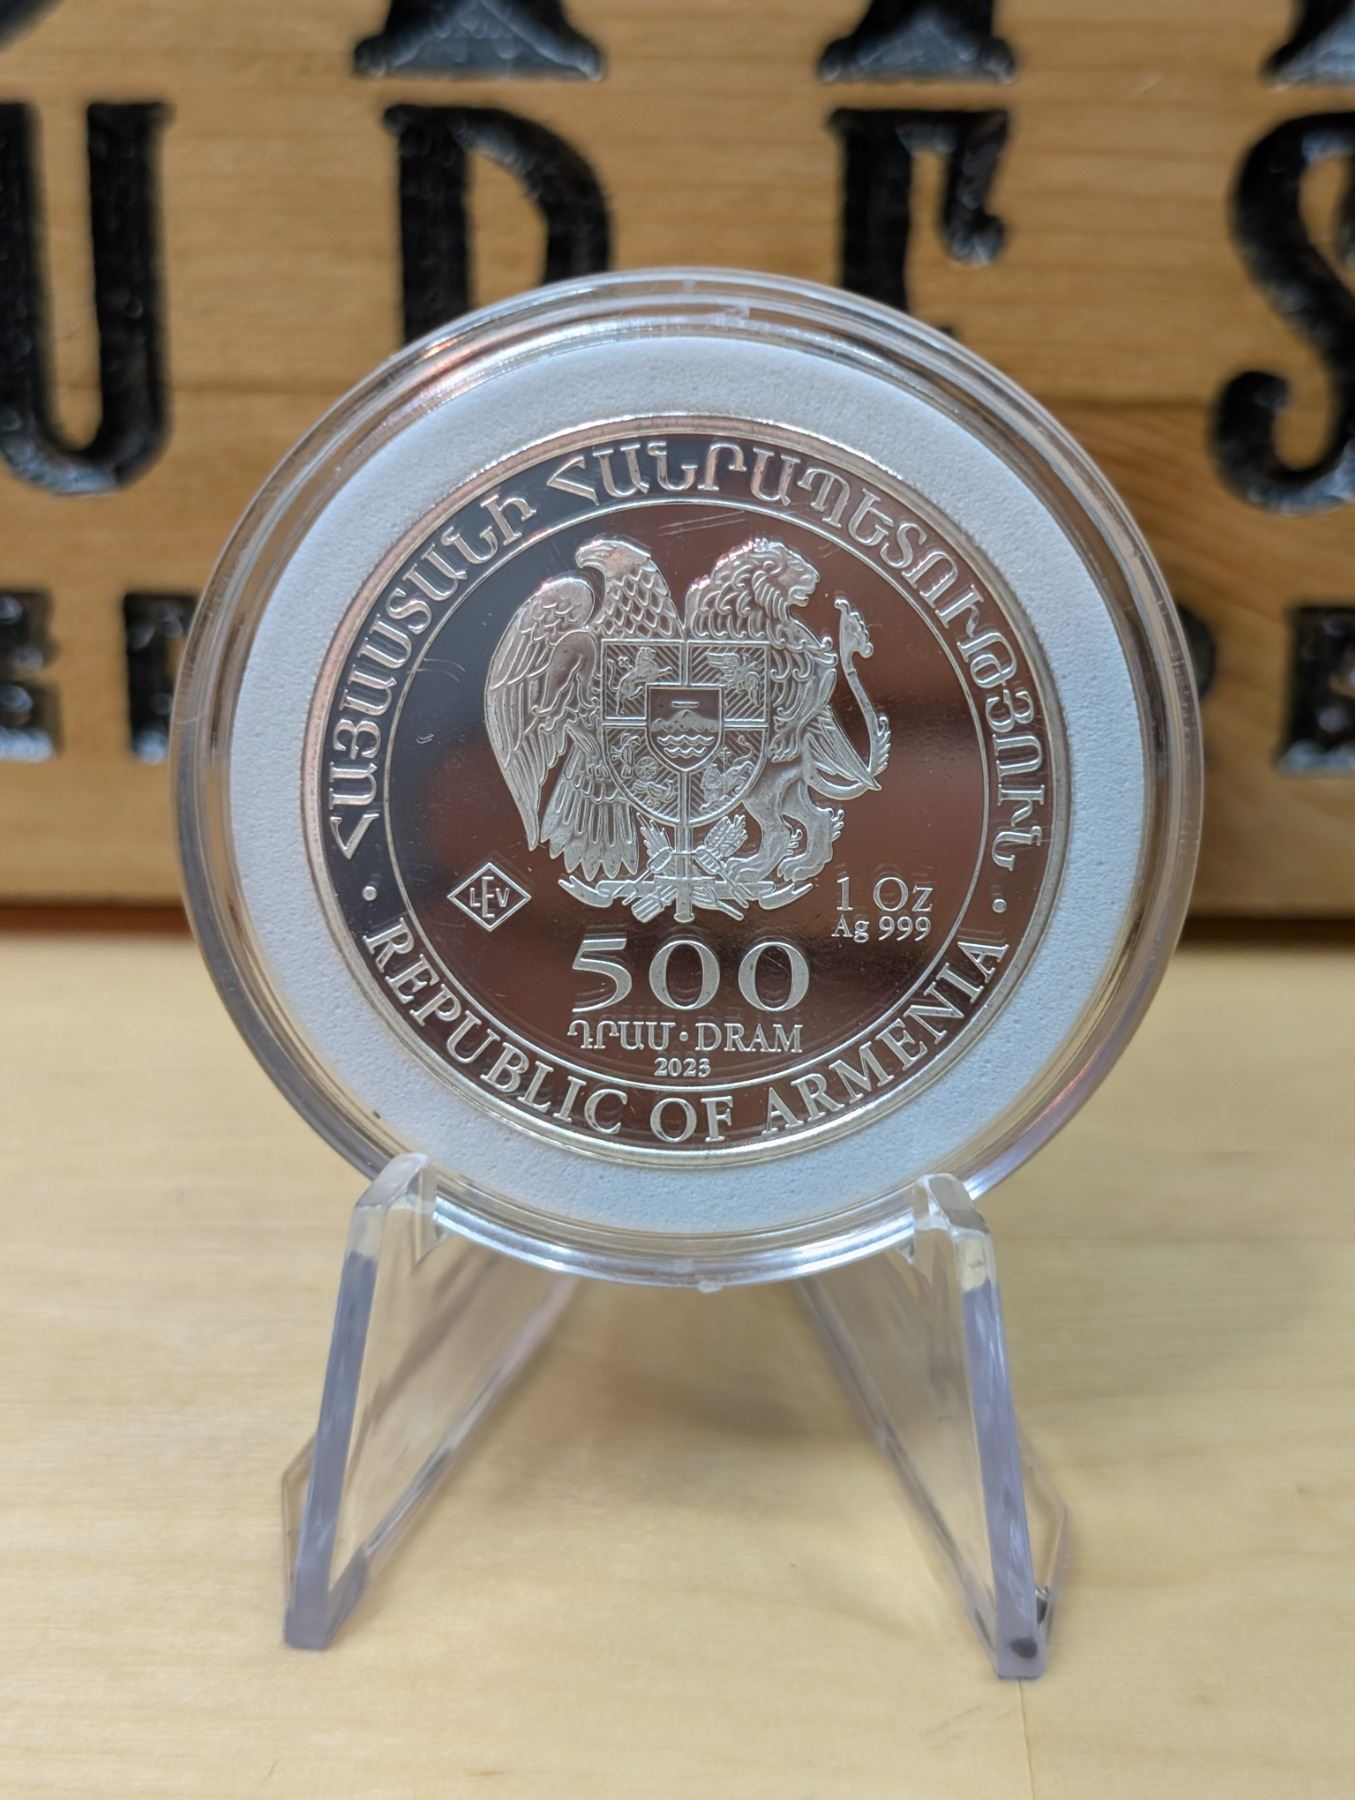 ՀԱՅԱՍՏԱՆԻ ՀԱՆՐԱՊԵՏՈՒԹՅՈՒՆ
LEV
1 Oz
Ag 999
500
ԴՐԱՄ · DRAM
2023
· REPUBLIC OF ARMENIA ·